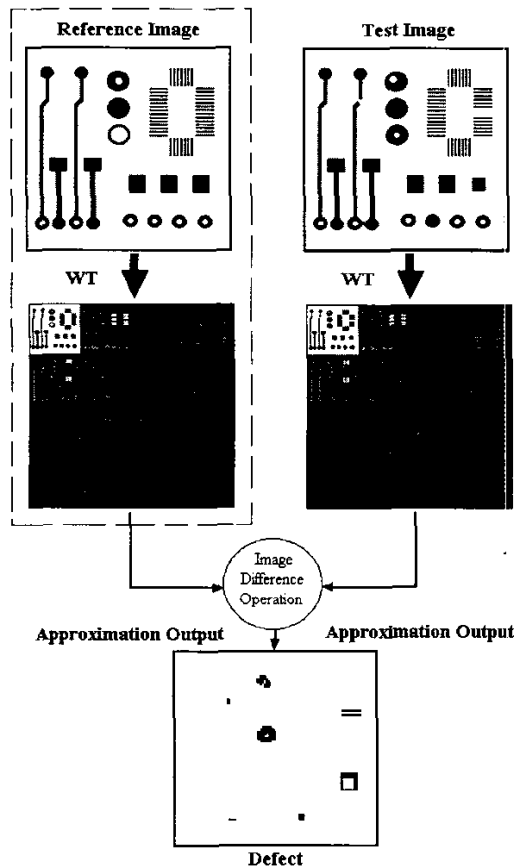 Reference Image
Test Image
WT
WT
Image
Difference
Operation
Approximation Output
Approximation Output
Defect